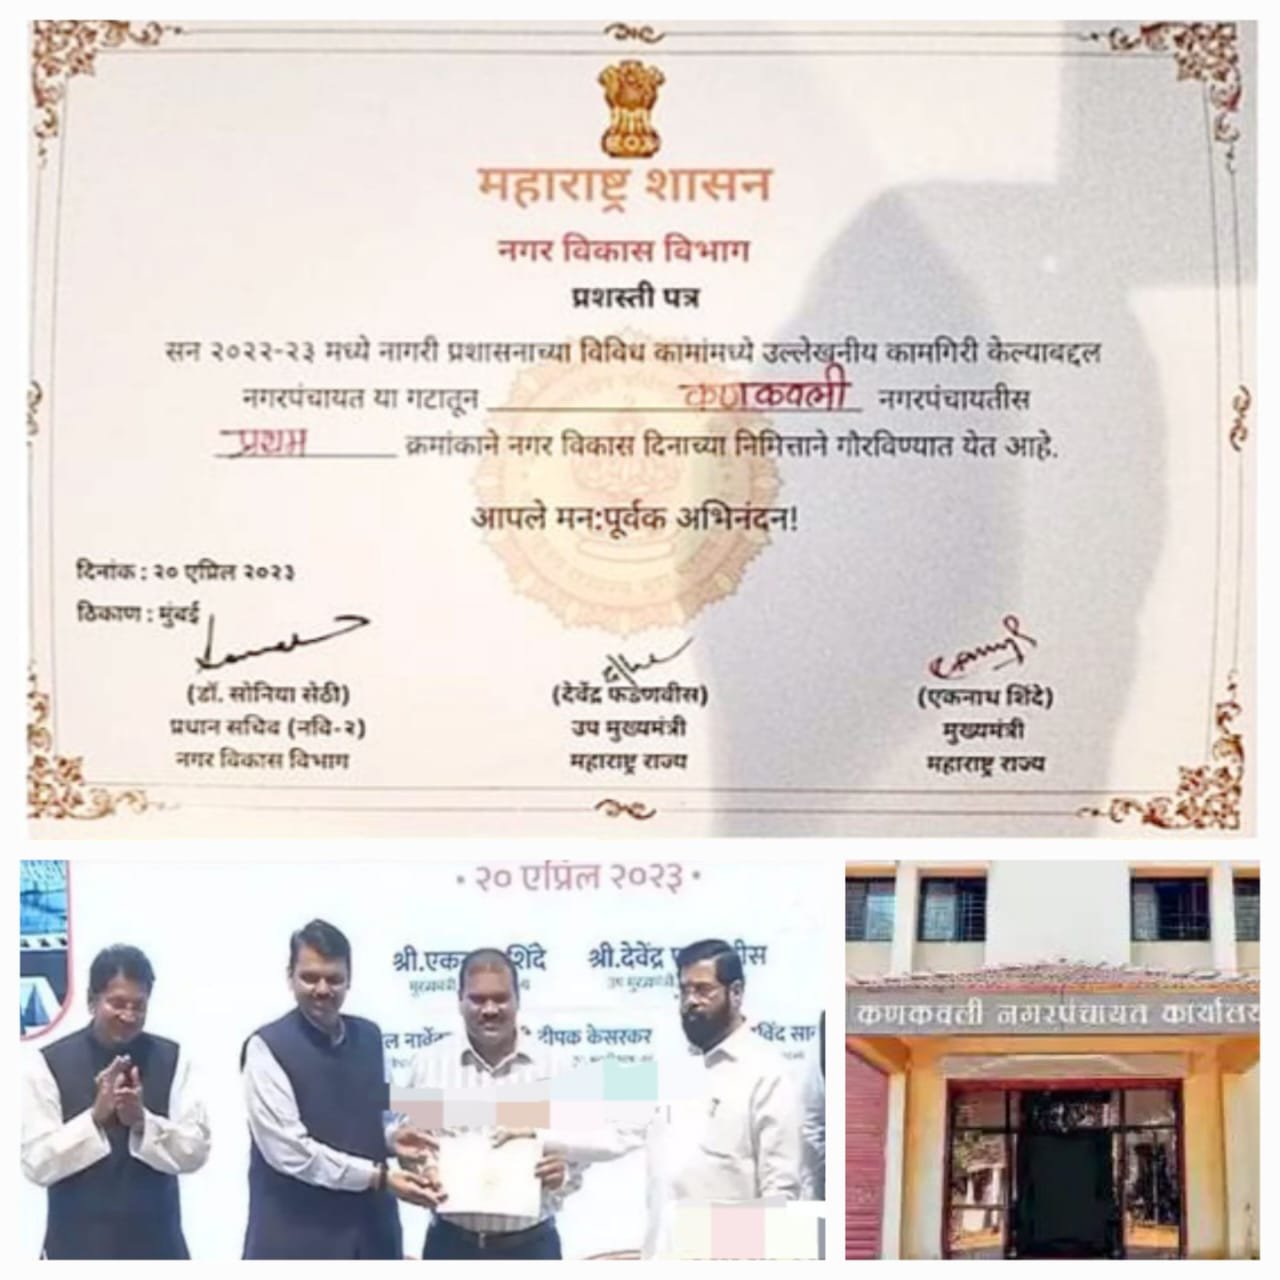 महाराष्ट्र शासन
नगर विकास विभाग
प्रशस्ती पत्र
सन २०२२-२३ मध्ये नागरी प्रशासनाच्या विविध कामांमध्ये उल्लेखनीय कामगिरी केल्याबद्दल
नगरपंचायत या गटातून कणकवली नगरपंचायतीस
प्रथम क्रमांकाने नगर विकास दिनाच्या निमित्ताने गौरविण्यात येत आहे.
आपले मन:पूर्वक अभिनंदन!
दिनांक : २० एप्रिल २०२३
ठिकाण : मुंबई
(डॉ. सोनिया सेठी) (देवेंद्र फडणवीस) (एकनाथ शिंदे)
प्रधान सचिव (नवि-२) उप मुख्यमंत्री मुख्यमंत्री
नगर विकास विभाग महाराष्ट्र राज्य महाराष्ट्र राज्य
• २० एप्रिल २०२३ •
श्री.एक शिंदे श्री.देवेंद्र वीस
दीपक केसरकर
कणकवली नगरपंचायत कार्यालय